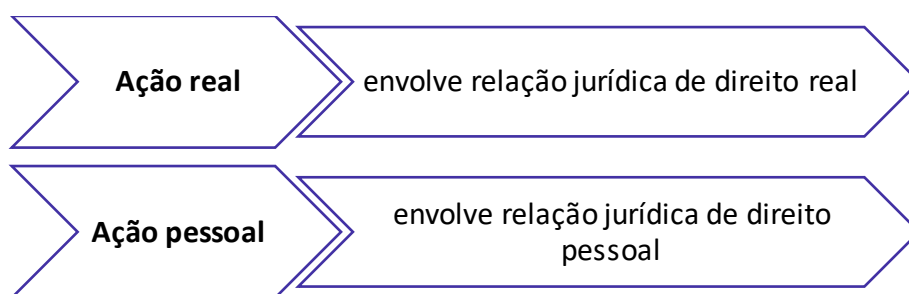 Ação real
envolve relação jurídica de direito real
Ação pessoal
envolve relação jurídica de direito
pessoal